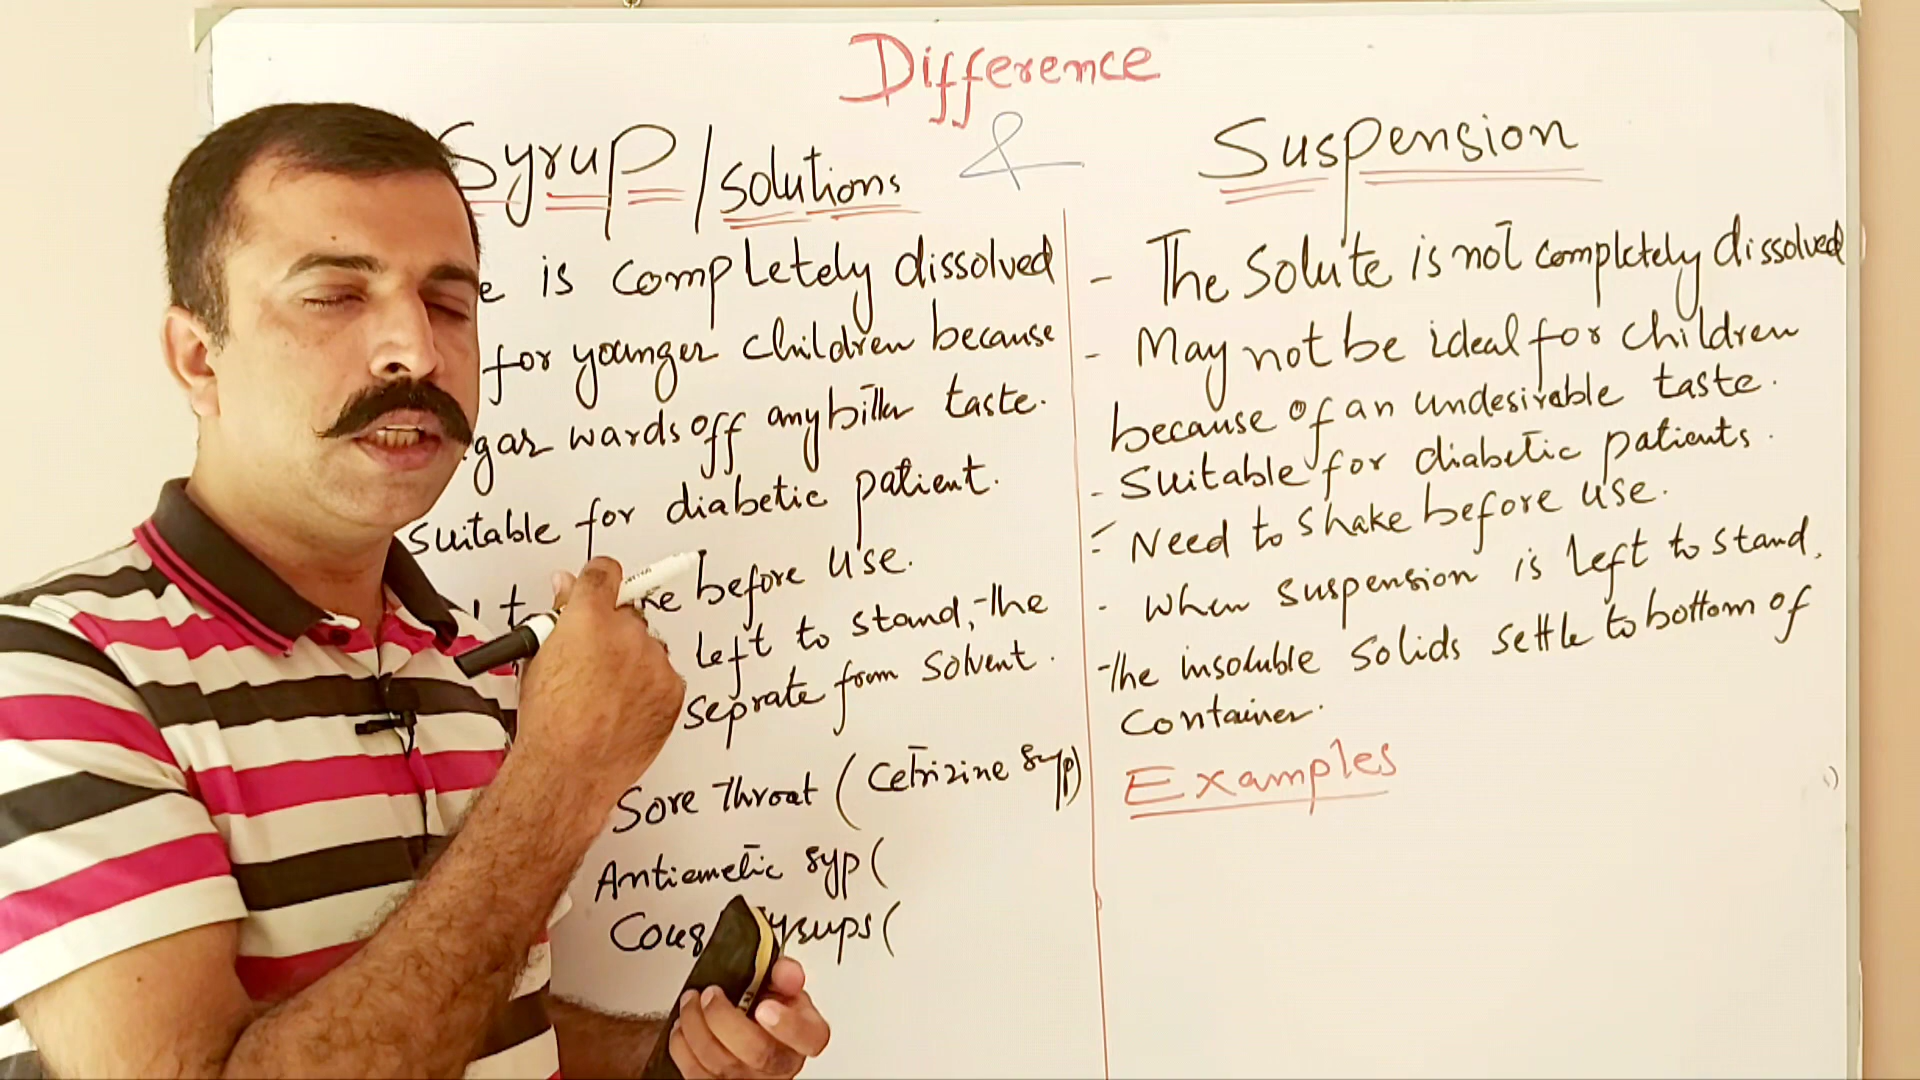 Difference
Syrup/solutions & Suspension
is completely dissolved
for younger children because
wards off any bitter taste.
suitable for diabetic patient.
before use.
left to stand, the
seprate from solvent.
Sore Throat (Cetrizine syp)
Antiemetic syp (
- The Solute is not completely dissolved
- May not be ideal for children
because of an undesirable taste.
- Suitable for diabetic patients.
- Need to shake before use.
- When suspension is left to stand,
-the insoluble solids settle to bottom of
Container.
Examples